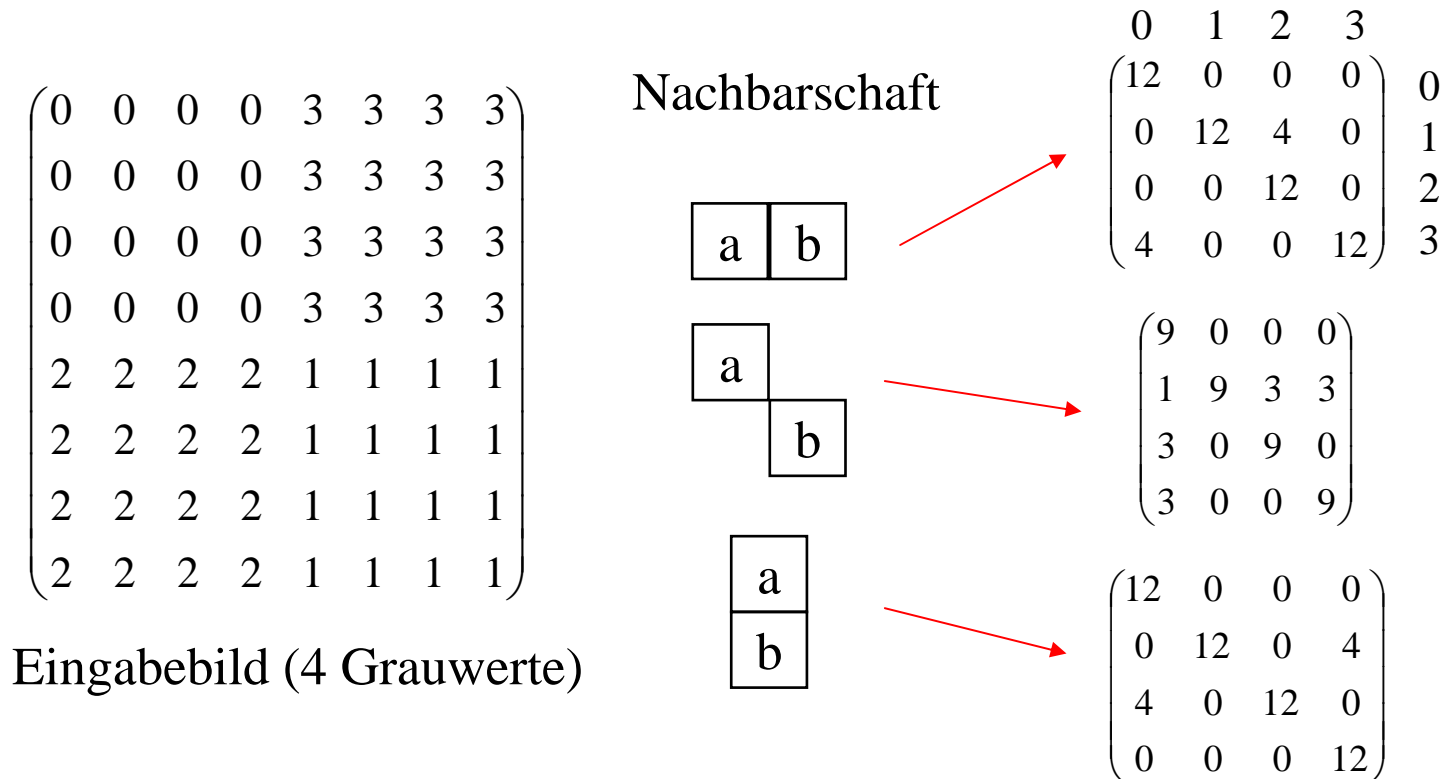 0 0 0 0 3 3 3 3
0 0 0 0 3 3 3 3
0 0 0 0 3 3 3 3
0 0 0 0 3 3 3 3
2 2 2 2 1 1 1 1
2 2 2 2 1 1 1 1
2 2 2 2 1 1 1 1
2 2 2 2 1 1 1 1
Eingabebild (4 Grauwerte)
Nachbarschaft
a b
a
b
a
b
0 1 2 3
12 0 0 0 0
0 12 4 0 1
0 0 12 0 2
4 0 0 12 3
9 0 0 0
1 9 3 3
3 0 9 0
3 0 0 9
12 0 0 0
0 12 0 4
4 0 12 0
0 0 0 12